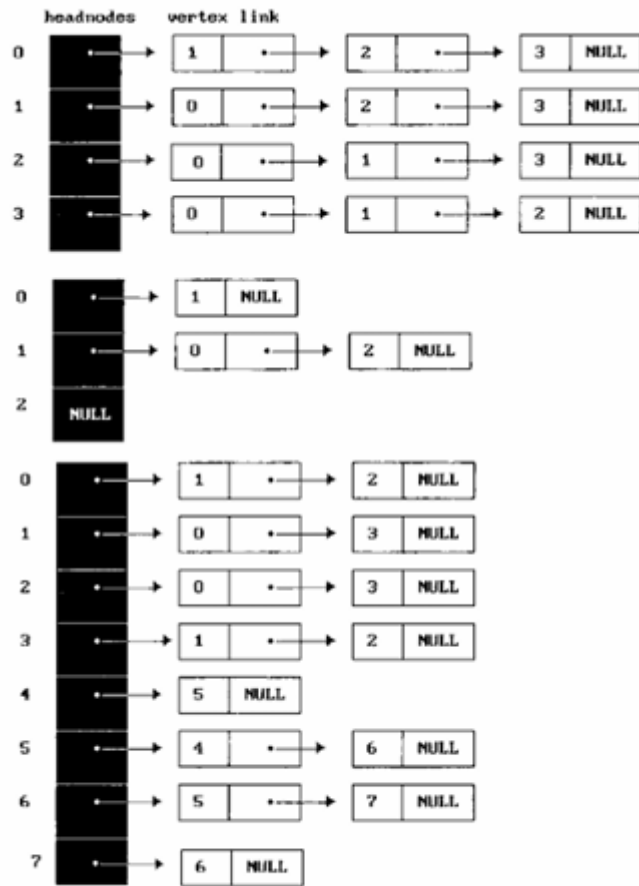 headnodes vertex link
0 1 2 3 NULL
1 0 2 3 NULL
2 0 1 3 NULL
3 0 1 2 NULL
0 1 NULL
1 0 2 NULL
2 NULL
0 1 2 NULL
1 0 3 NULL
2 0 3 NULL
3 1 2 NULL
4 5 NULL
5 4 6 NULL
6 5 7 NULL
7 6 NULL